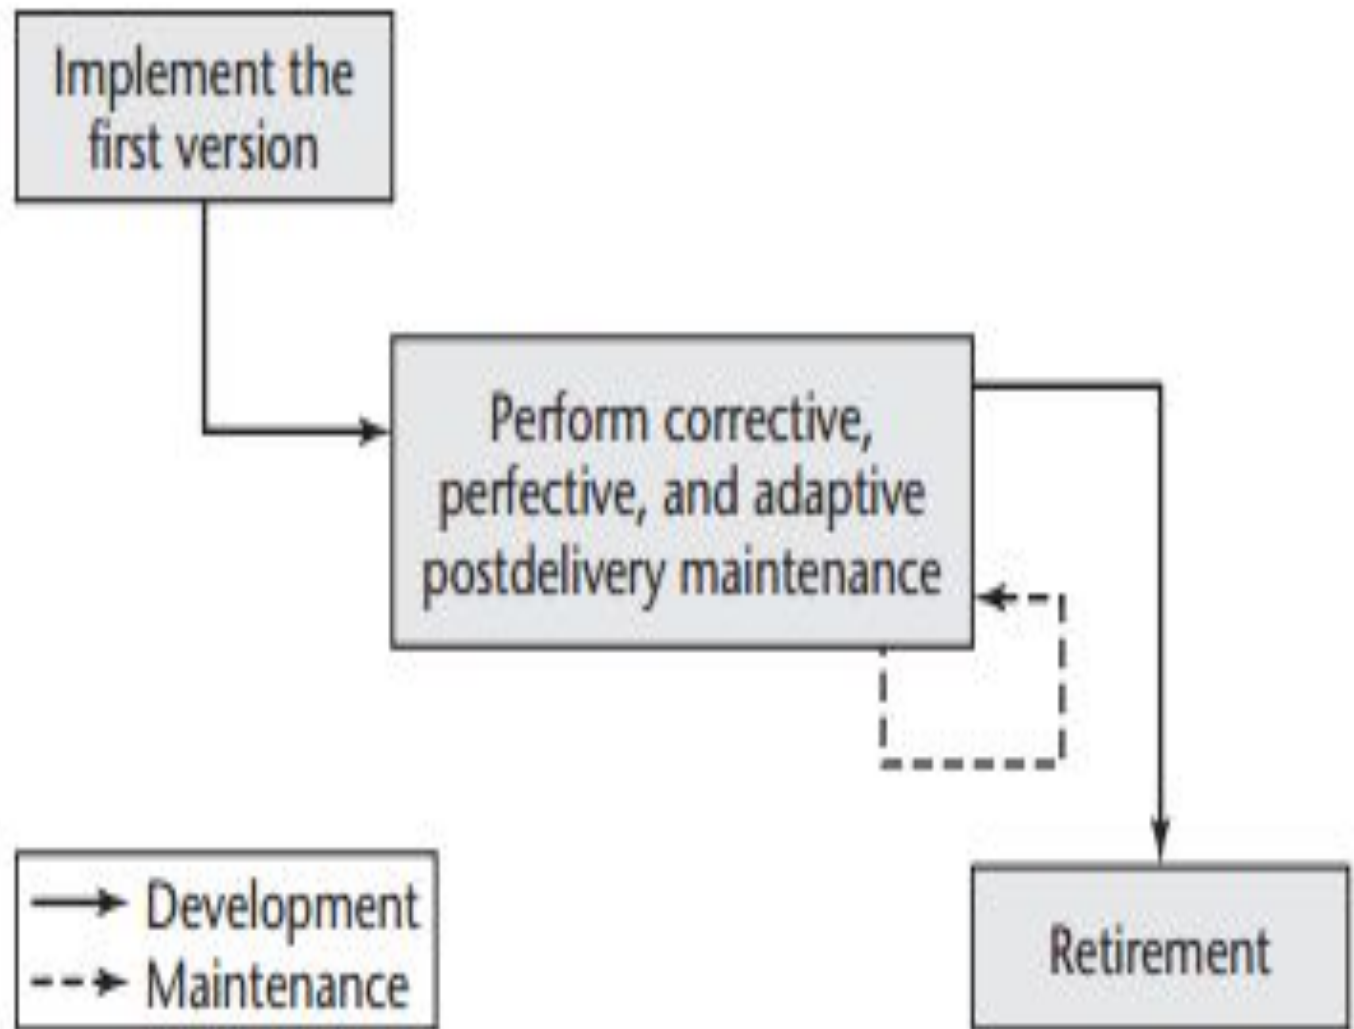 Implement the
first version
Perform corrective,
perfective, and adaptive
postdelivery maintenance
Development
Maintenance
Retirement